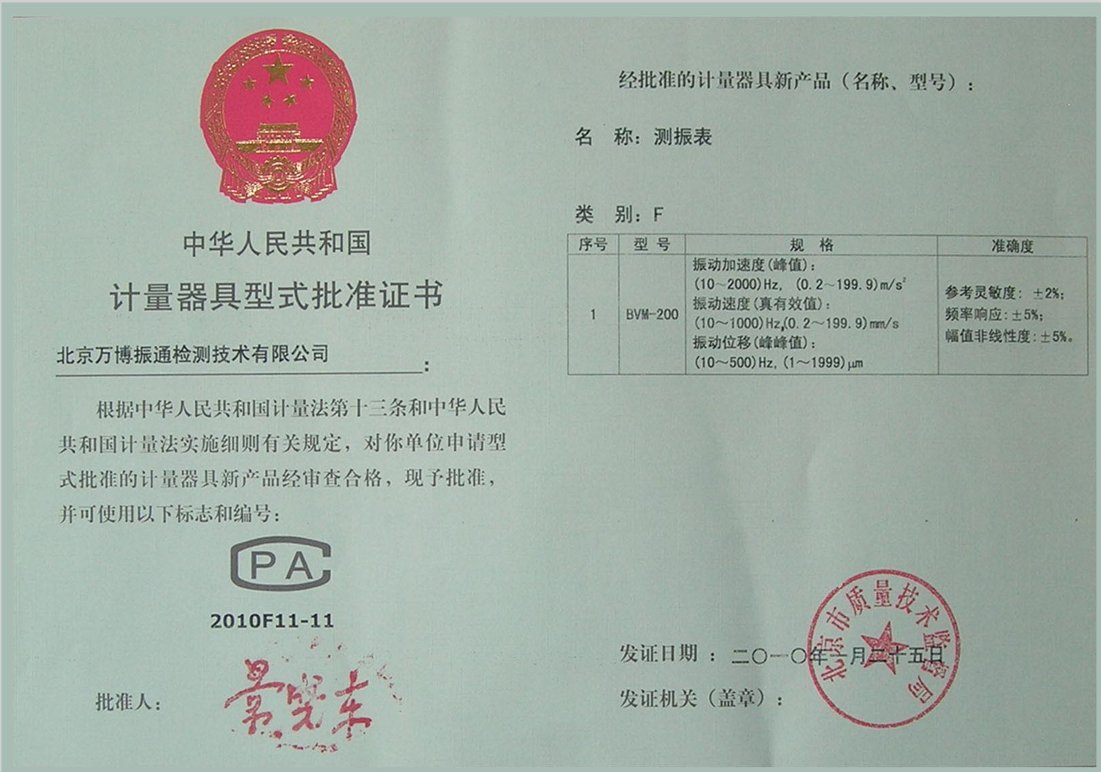 中华人民共和国
计量器具型式批准证书
北京万博振通检测技术有限公司：
根据中华人民共和国计量法第十三条和中华人民
共和国计量法实施细则有关规定，对你单位申请型
式批准的计量器具新产品经审查合格，现予批准，
并可使用以下标志和编号：
CPA
2010F11-11
批准人：
经批准的计量器具新产品（名称、型号）：
名 称：测振表
类 别：F
序号 型 号 规 格 准确度
1 BVM-200
振动加速度(峰值)：
(10～2000)Hz, (0.2～199.9)m/s²
振动速度(真有效值)：
(10～1000)Hz,(0.2～199.9)mm/s
振动位移(峰峰值)：
(10～500)Hz,(1～1999)μm
参考灵敏度：±2%；
频率响应：±5%；
幅值非线性度：±5%。
发证日期：二〇一〇年一月二十五日
发证机关（盖章）：
北京市质量技术监督局